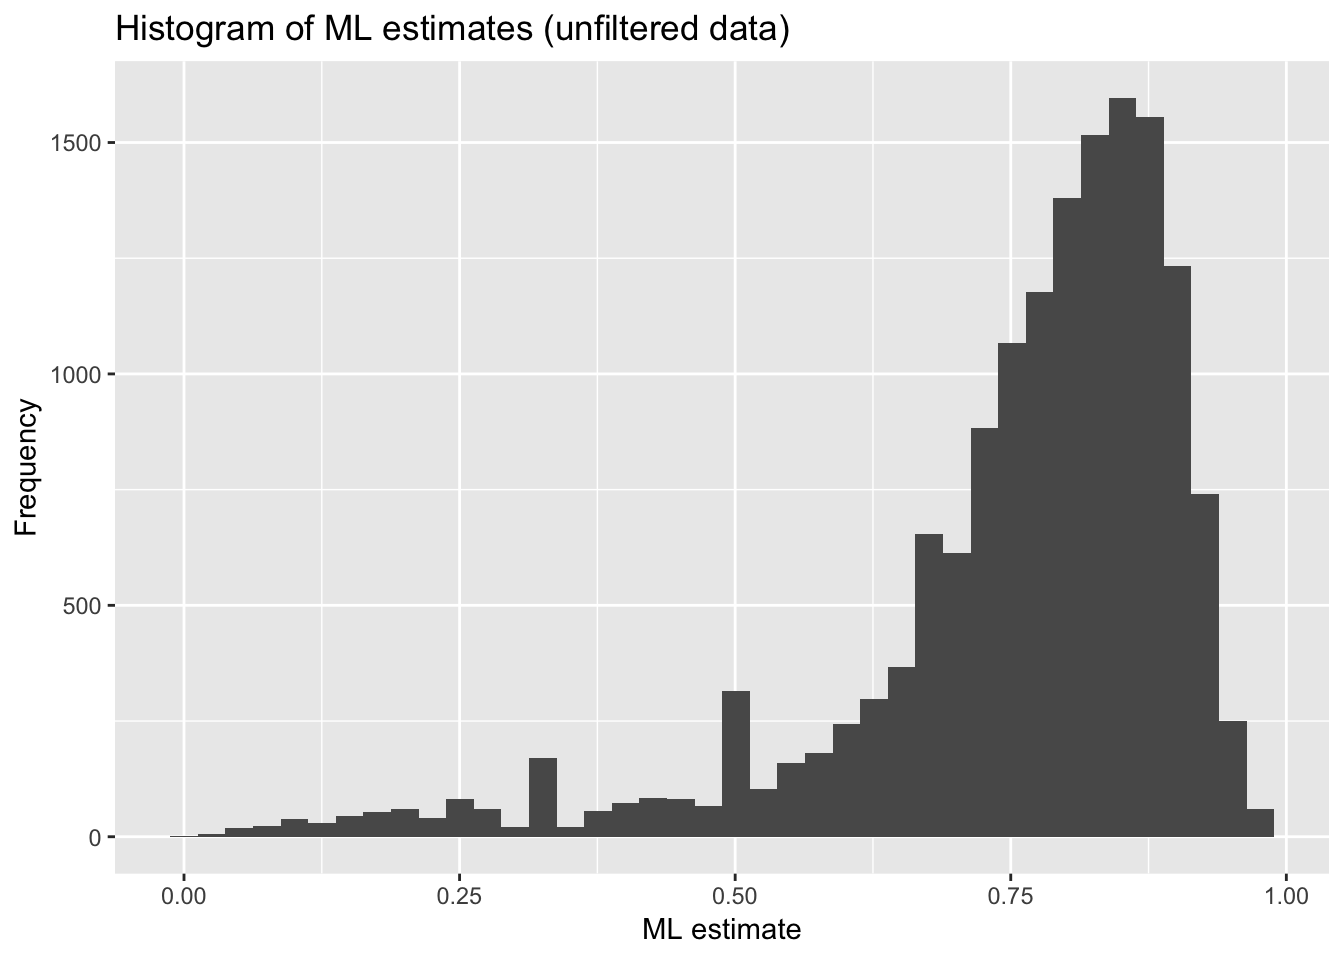 Histogram of ML estimates (unfiltered data)
1500
1000
500
0
Frequency
0.00 0.25 0.50 0.75 1.00
ML estimate